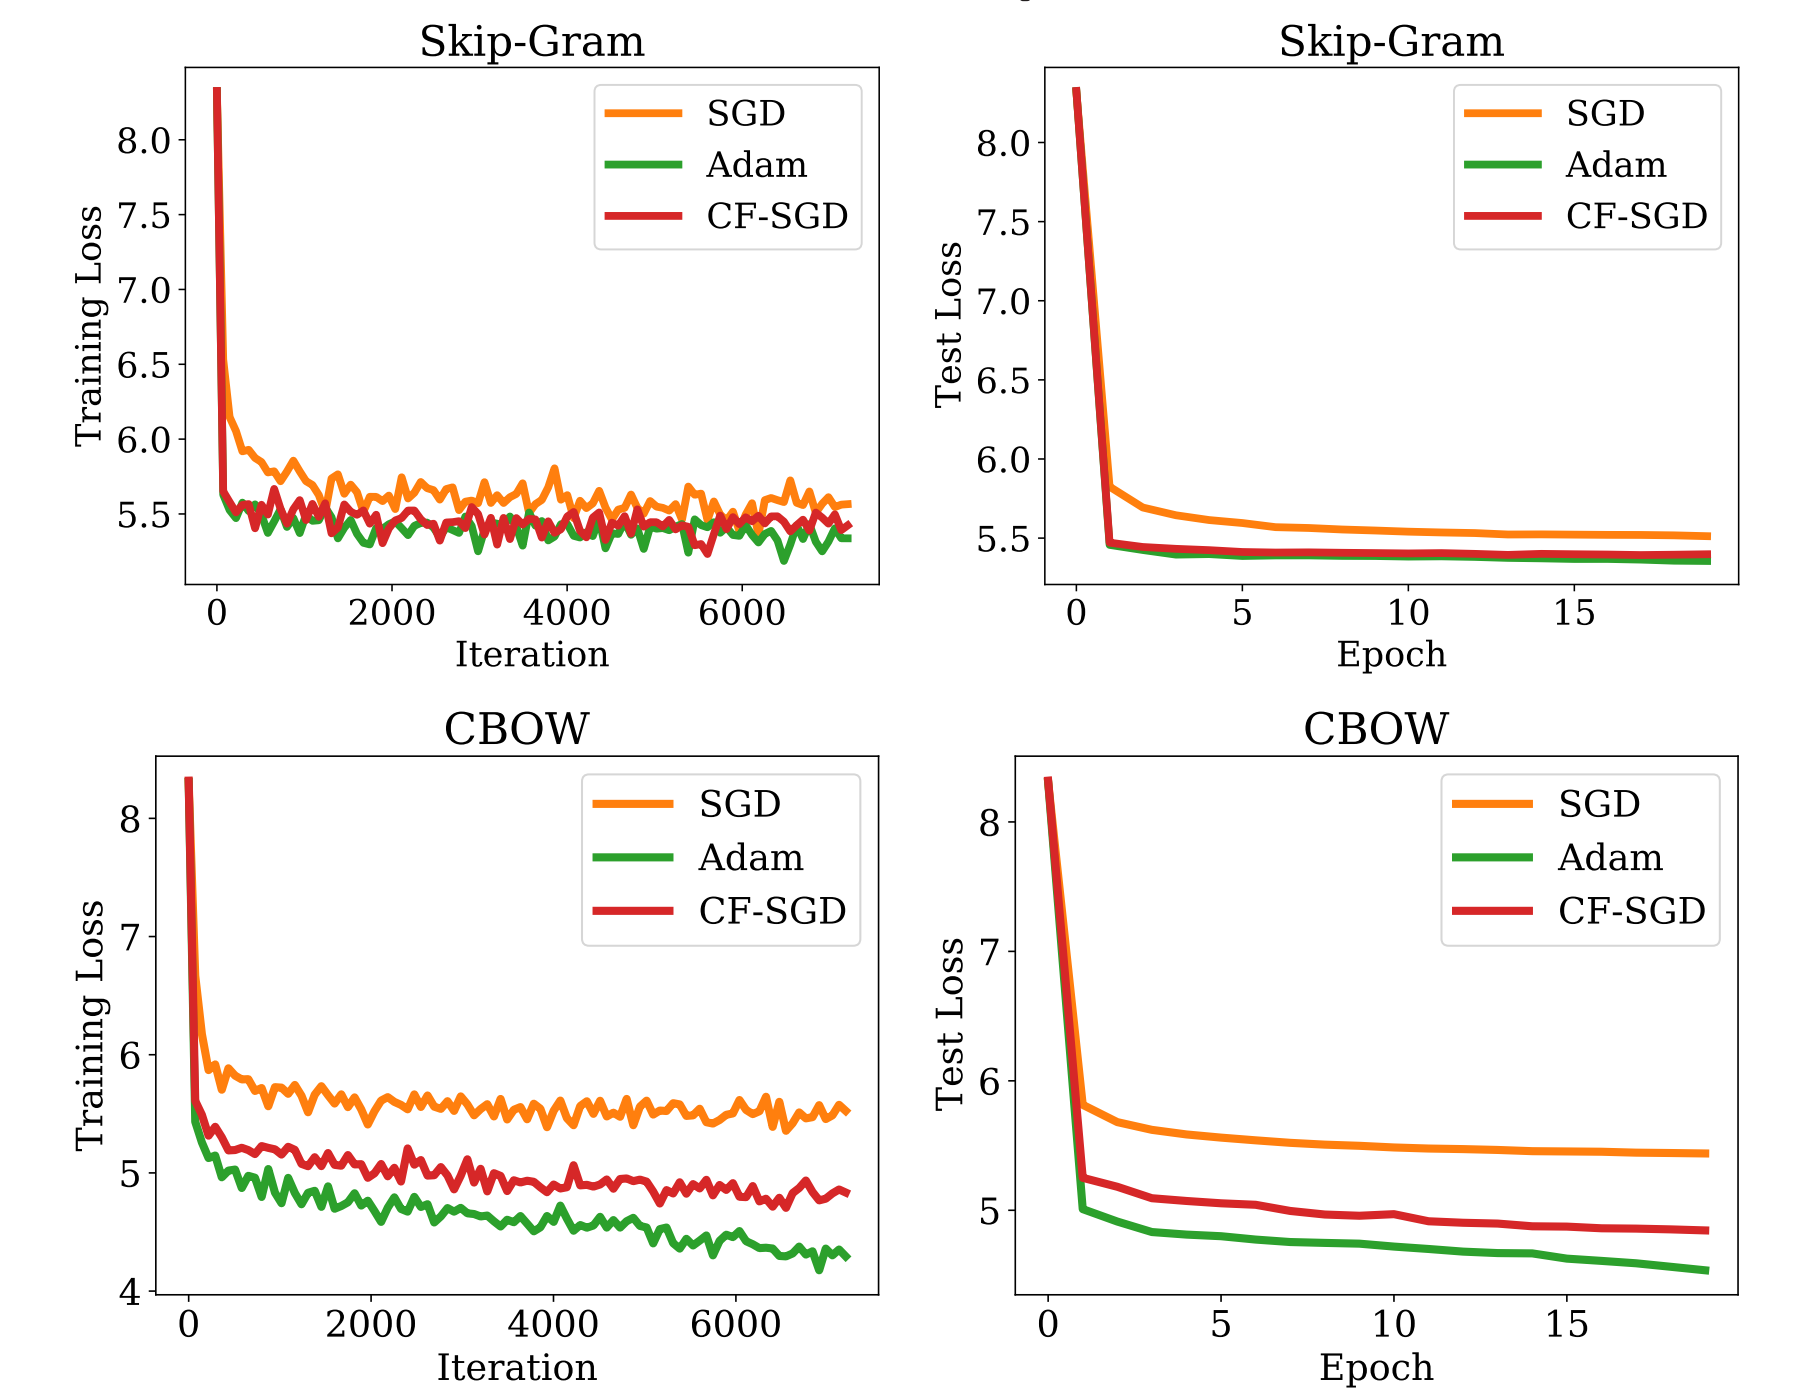 Skip-Gram
8.0
7.5
7.0
6.5
6.0
5.5
Training Loss
0 2000 4000 6000
Iteration
SGD
Adam
CF-SGD
Skip-Gram
8.0
7.5
7.0
6.5
6.0
5.5
Test Loss
0 5 10 15
Epoch
SGD
Adam
CF-SGD
CBOW
8
7
6
5
4
Training Loss
0 2000 4000 6000
Iteration
SGD
Adam
CF-SGD
CBOW
8
7
6
5
Test Loss
0 5 10 15
Epoch
SGD
Adam
CF-SGD